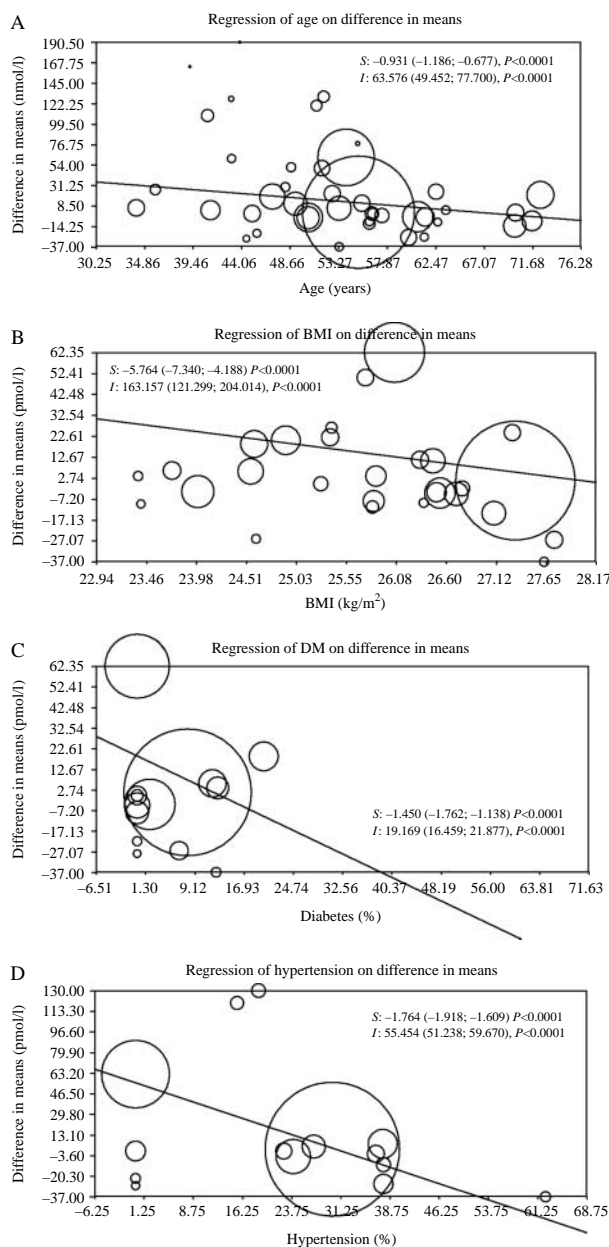 A
Regression of age on difference in means
Difference in means (nmol/l)
190.50
167.75
145.00
122.25
99.50
76.75
54.00
31.25
8.50
–14.25
–37.00
S: –0.931 (–1.186; –0.677), P<0.0001
I: 63.576 (49.452; 77.700), P<0.0001
30.25 34.86 39.46 44.06 48.66 53.27 57.87 62.47 67.07 71.68 76.28
Age (years)
B
Regression of BMI on difference in means
Difference in means (pmol/l)
62.35
52.41
42.48
32.54
22.61
12.67
2.74
–7.20
–17.13
–27.07
–37.00
S: –5.764 (–7.340; –4.188) P<0.0001
I: 163.157 (121.299; 204.014), P<0.0001
22.94 23.46 23.98 24.51 25.03 25.55 26.08 26.60 27.12 27.65 28.17
BMI (kg/m²)
C
Regression of DM on difference in means
Difference in means (pmol/l)
62.35
52.41
42.48
32.54
22.61
12.67
2.74
–7.20
–17.13
–27.07
–37.00
S: –1.450 (–1.762; –1.138) P<0.0001
I: 19.169 (16.459; 21.877), P<0.0001
–6.51 1.30 9.12 16.93 24.74 32.56 40.37 48.19 56.00 63.81 71.63
Diabetes (%)
D
Regression of hypertension on difference in means
Difference in means (pmol/l)
130.00
113.30
96.60
79.90
63.20
46.50
29.80
13.10
–3.60
–20.30
–37.00
S: –1.764 (–1.918; –1.609) P<0.0001
I: 55.454 (51.238; 59.670), P<0.0001
–6.25 1.25 8.75 16.25 23.75 31.25 38.75 46.25 53.75 61.25 68.75
Hypertension (%)